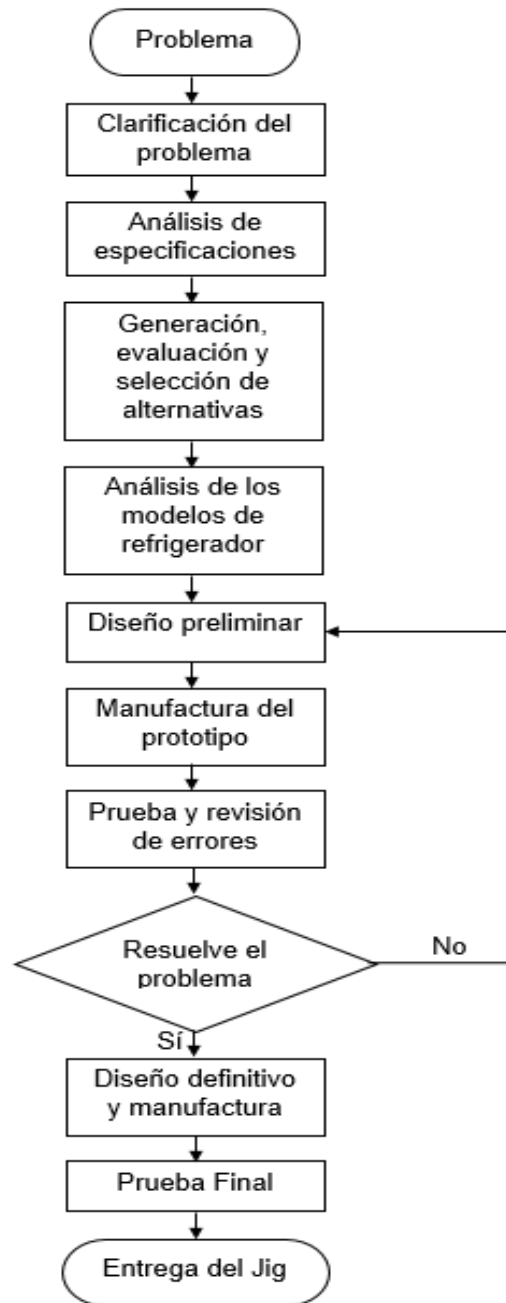 Problema
Clarificación del
problema
Análisis de
especificaciones
Generación,
evaluación y
selección de
alternativas
Análisis de los
modelos de
refrigerador
Diseño preliminar
Manufactura del
prototipo
Prueba y revisión
de errores
Resuelve el
problema
No
Sí
Diseño definitivo
y manufactura
Prueba Final
Entrega del Jig